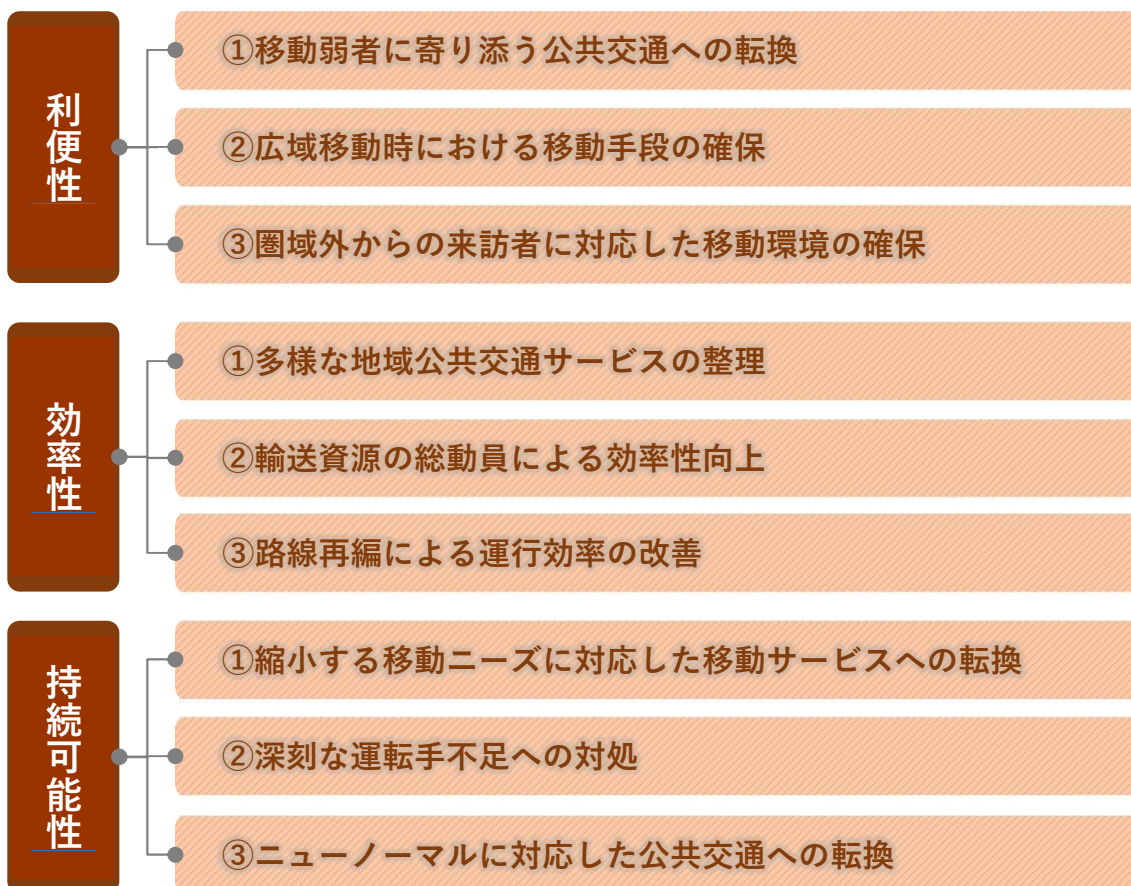 利便性
①移動弱者に寄り添う公共交通への転換
②広域移動時における移動手段の確保
③圏域外からの来訪者に対応した移動環境の確保
効率性
①多様な地域公共交通サービスの整理
②輸送資源の総動員による効率性向上
③路線再編による運行効率の改善
持続可能性
①縮小する移動ニーズに対応した移動サービスへの転換
②深刻な運転手不足への対処
③ニューノーマルに対応した公共交通への転換